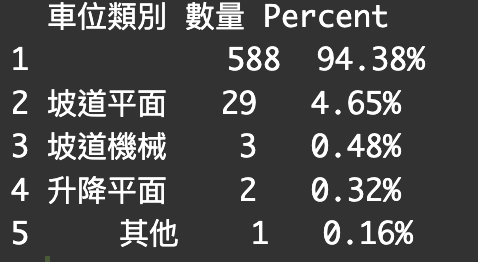 車位類別 數量 Percent
1 588 94.38%
2 坡道平面 29 4.65%
3 坡道機械 3 0.48%
4 升降平面 2 0.32%
5 其他 1 0.16%